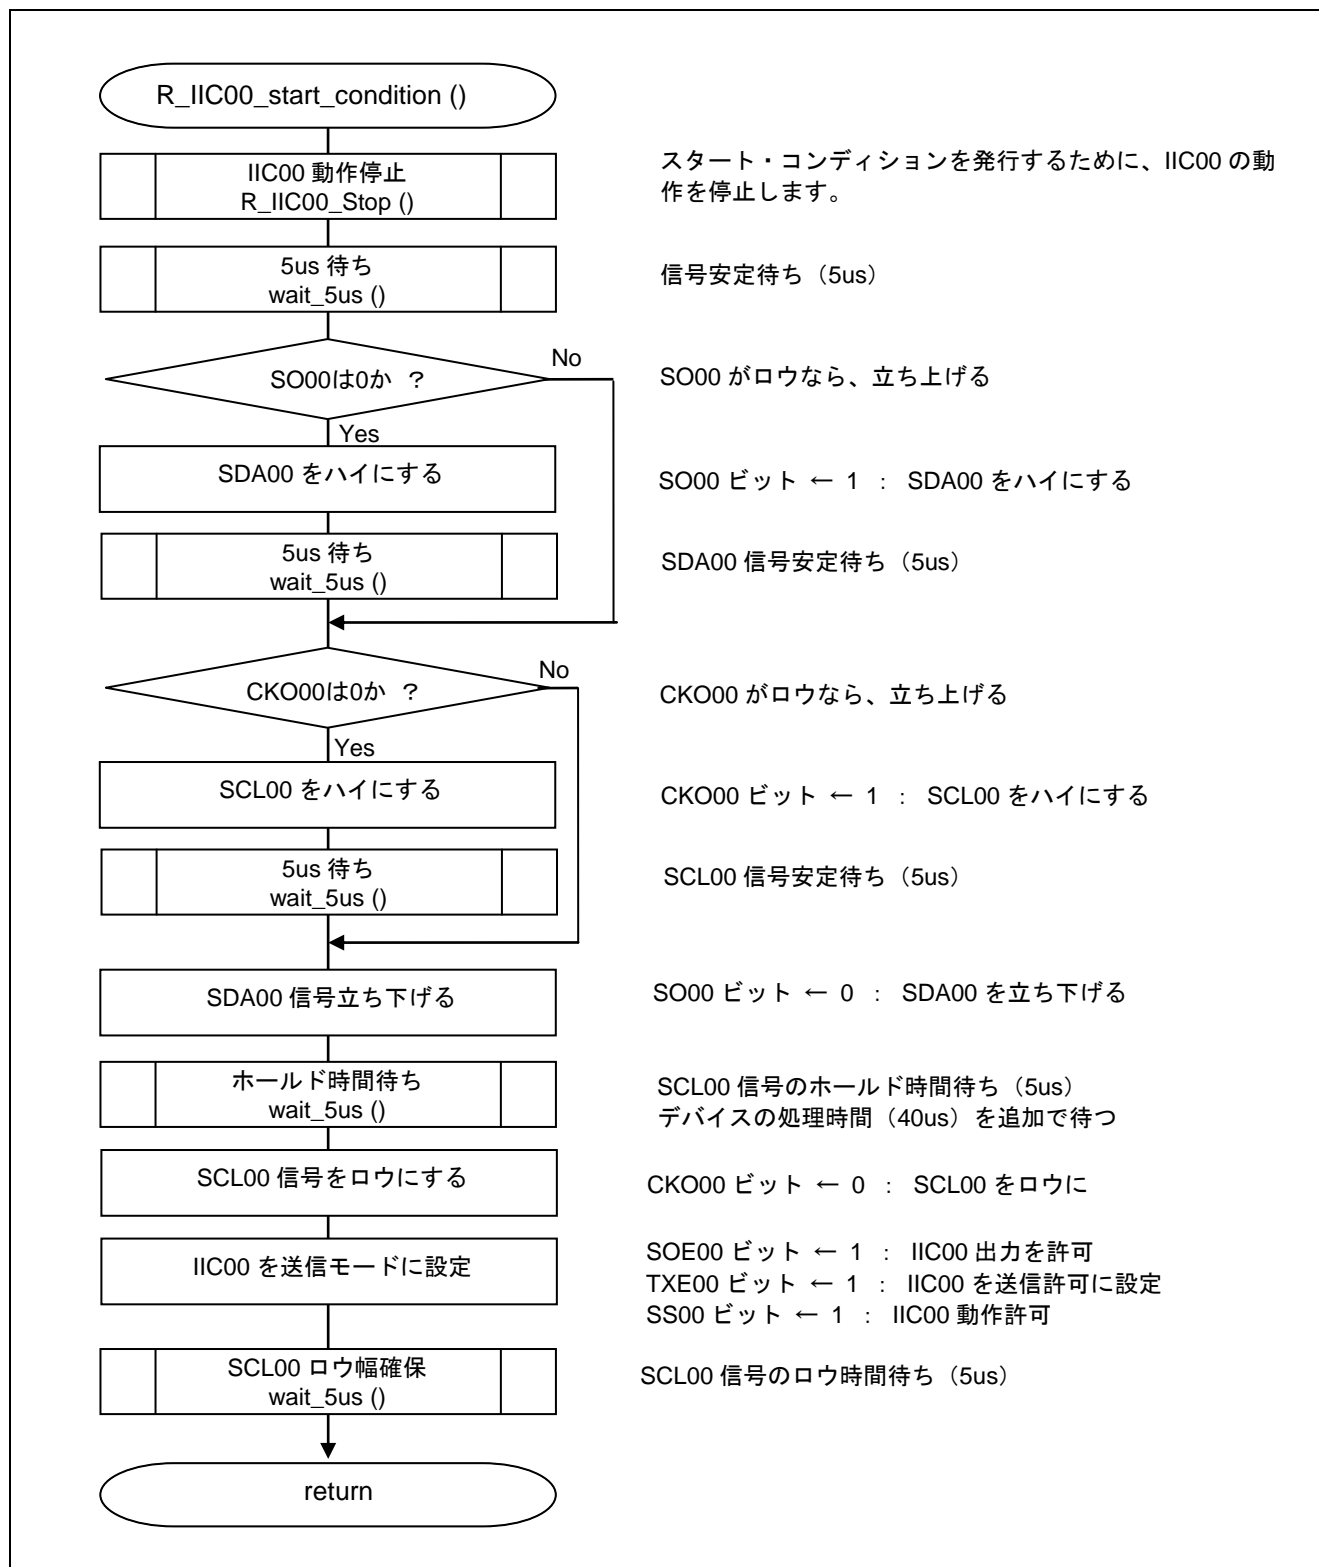 R_IIC00_start_condition ()
IIC00 動作停止
R_IIC00_Stop ()
スタート・コンディションを発行するために、IIC00 の動
作を停止します。
5us 待ち
wait_5us ()
信号安定待ち（5us）
SO00は0か ？
No
SO00 がロウなら、立ち上げる
Yes
SDA00 をハイにする
SO00 ビット ← 1 : SDA00 をハイにする
5us 待ち
wait_5us ()
SDA00 信号安定待ち（5us）
CKO00は0か ？
No
CKO00 がロウなら、立ち上げる
Yes
SCL00 をハイにする
CKO00 ビット ← 1 : SCL00 をハイにする
5us 待ち
wait_5us ()
SCL00 信号安定待ち（5us）
SDA00 信号立ち下げる
SO00 ビット ← 0 : SDA00 を立ち下げる
ホールド時間待ち
wait_5us ()
SCL00 信号のホールド時間待ち（5us）
デバイスの処理時間（40us）を追加で待つ
SCL00 信号をロウにする
CKO00 ビット ← 0 : SCL00 をロウに
IIC00 を送信モードに設定
SOE00 ビット ← 1 : IIC00 出力を許可
TXE00 ビット ← 1 : IIC00 を送信許可に設定
SS00 ビット ← 1 : IIC00 動作許可
SCL00 ロウ幅確保
wait_5us ()
SCL00 信号のロウ時間待ち（5us）
return